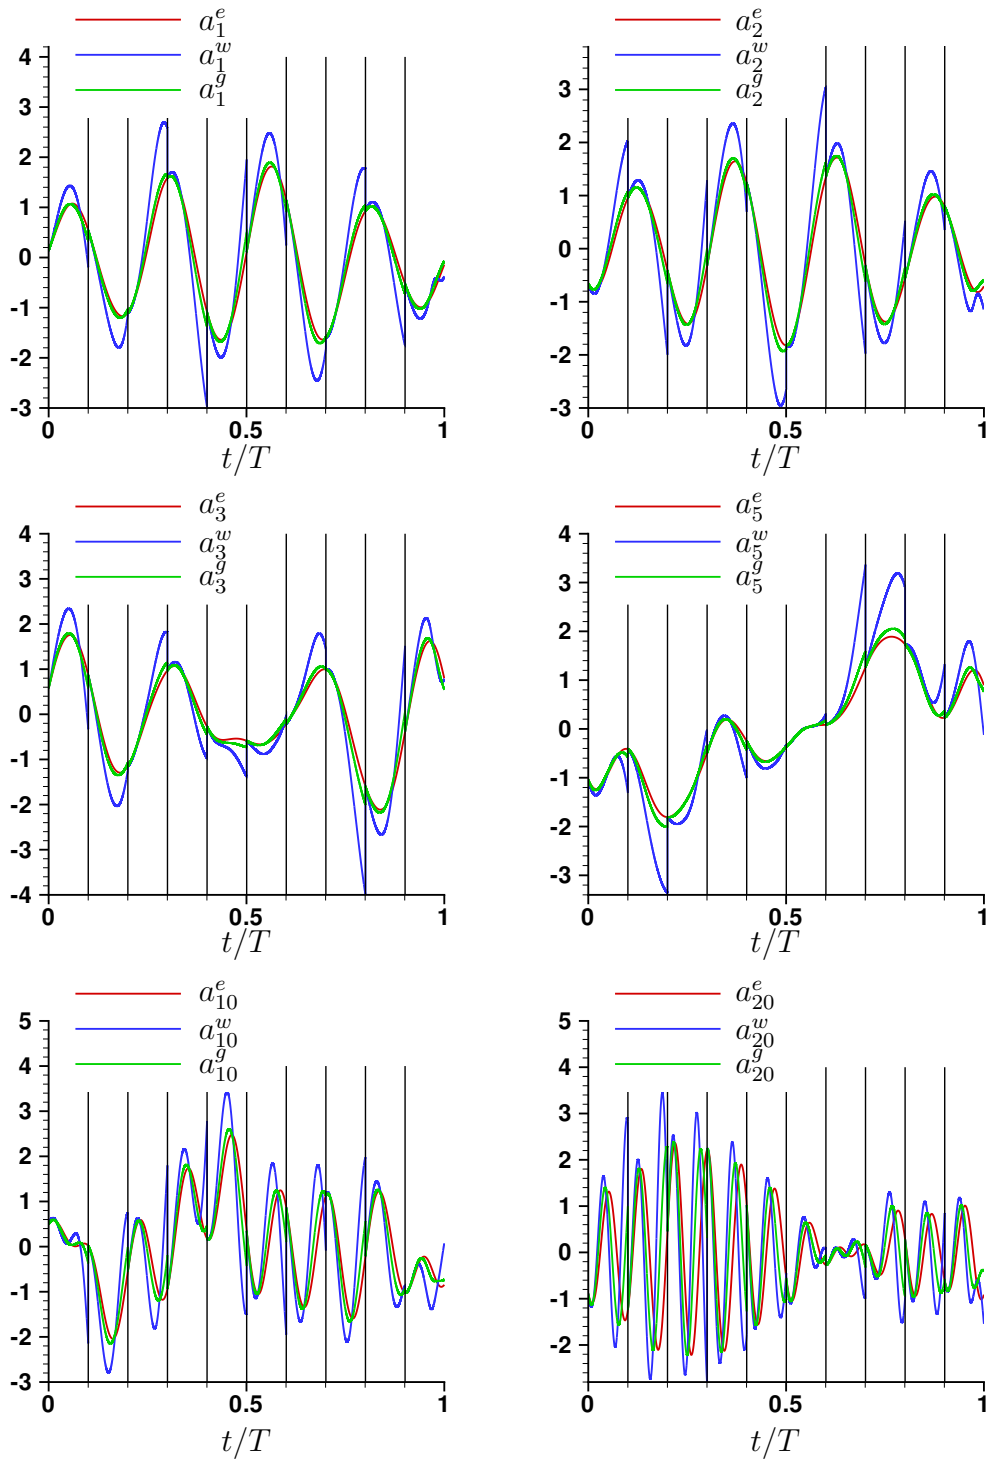 a_1^e
a_1^w
a_1^g
4
3
2
1
0
-1
-2
-3
0 0.5 1
t/T
a_2^e
a_2^w
a_2^g
3
2
1
0
-1
-2
-3
0 0.5 1
t/T
a_3^e
a_3^w
a_3^g
4
3
2
1
0
-1
-2
-3
-4
0 0.5 1
t/T
a_5^e
a_5^w
a_5^g
4
3
2
1
0
-1
-2
-3
0 0.5 1
t/T
a_10^e
a_10^w
a_10^g
5
4
3
2
1
0
-1
-2
-3
0 0.5 1
t/T
a_20^e
a_20^w
a_20^g
5
4
3
2
1
0
-1
-2
0 0.5 1
t/T